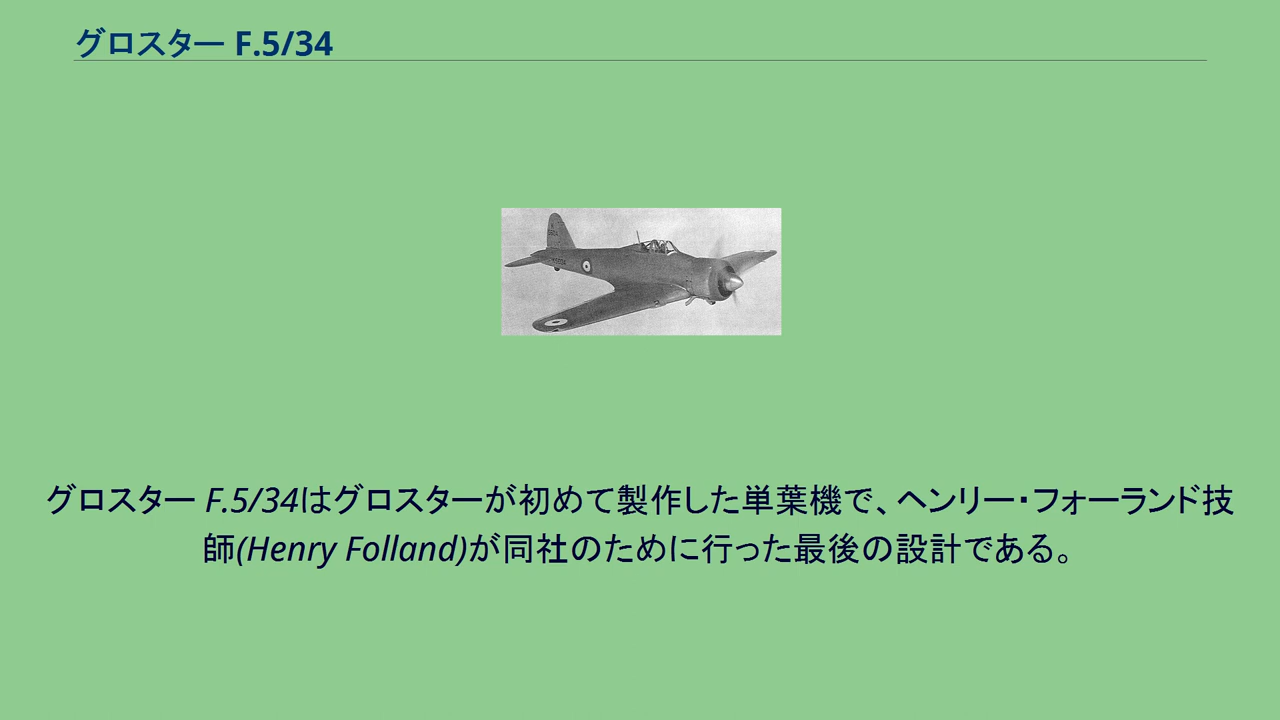 グロスター F.5/34
グロスター F.5/34はグロスターが初めて製作した単葉機で、ヘンリー・フォーランド技
師(Henry Folland)が同社のために行った最後の設計である。